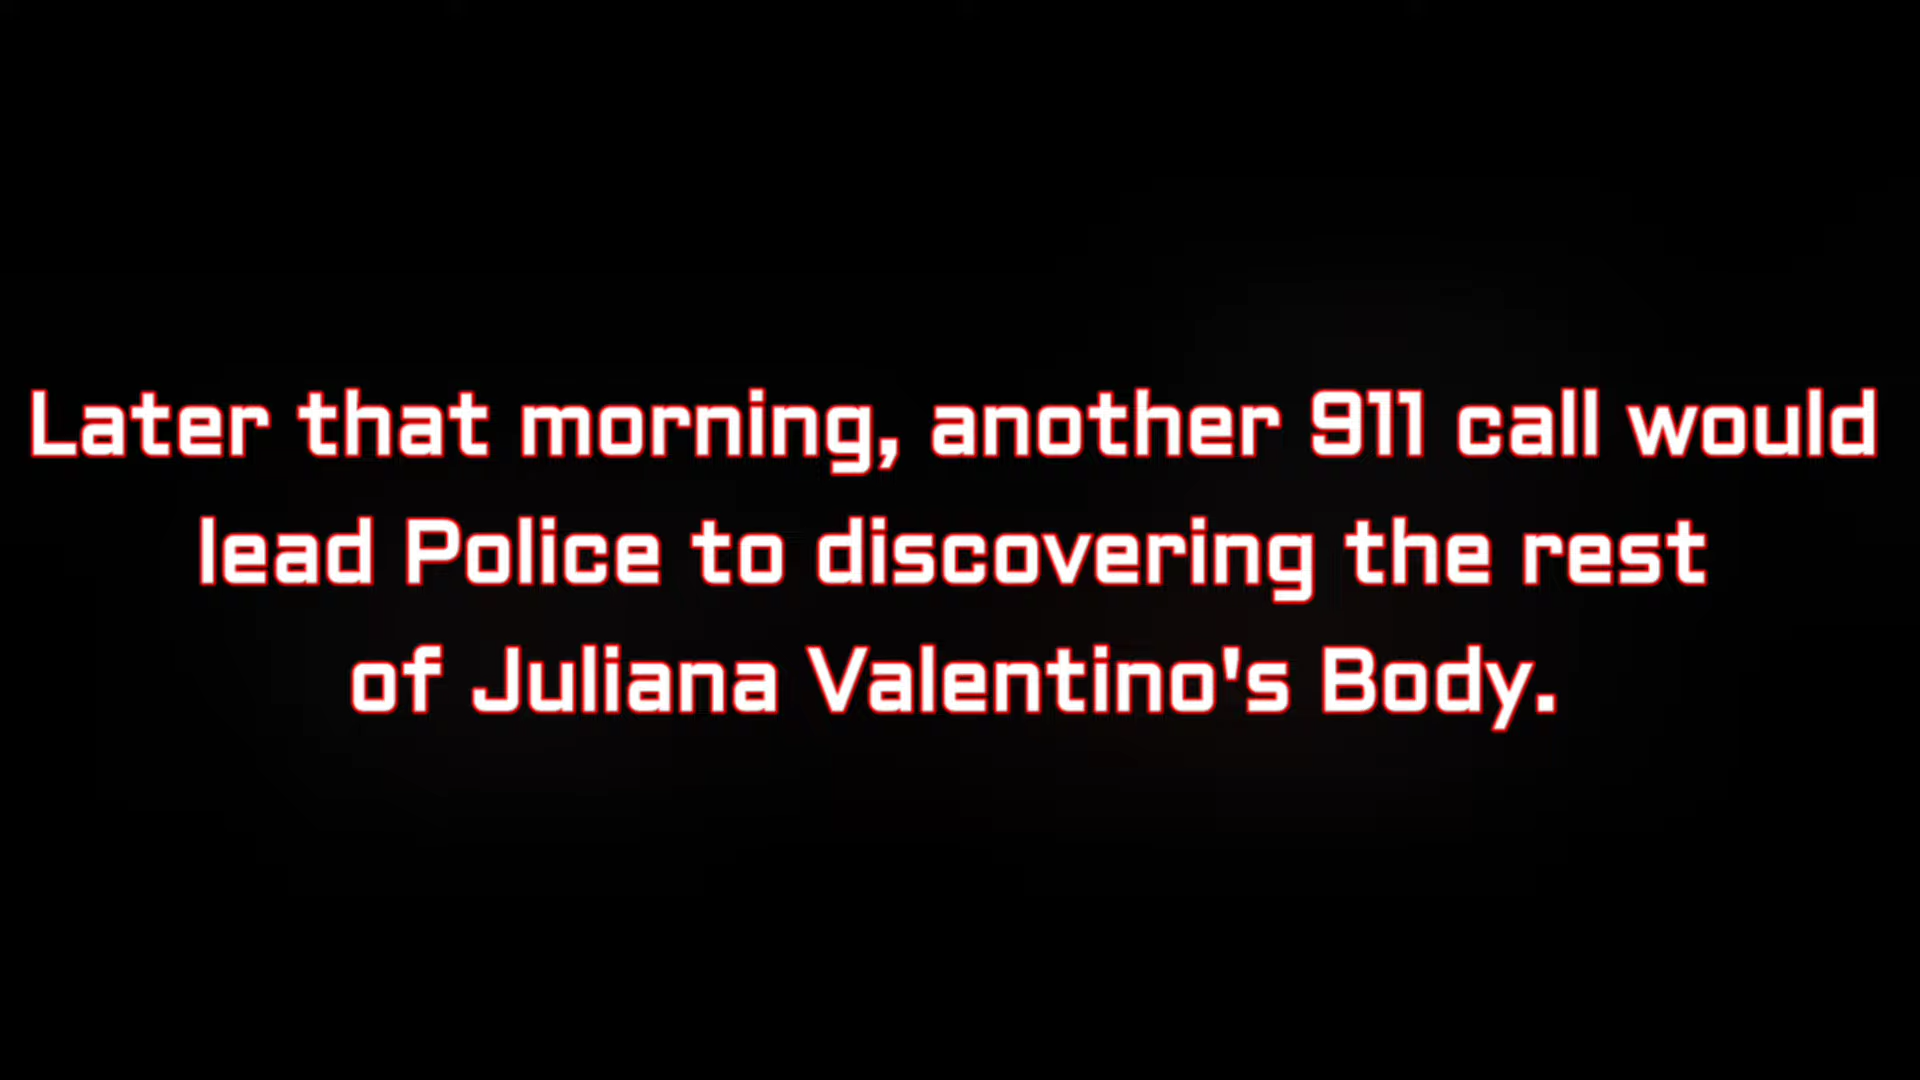 Later that morning, another 911 call would
lead Police to discovering the rest
of Juliana Valentino's Body.